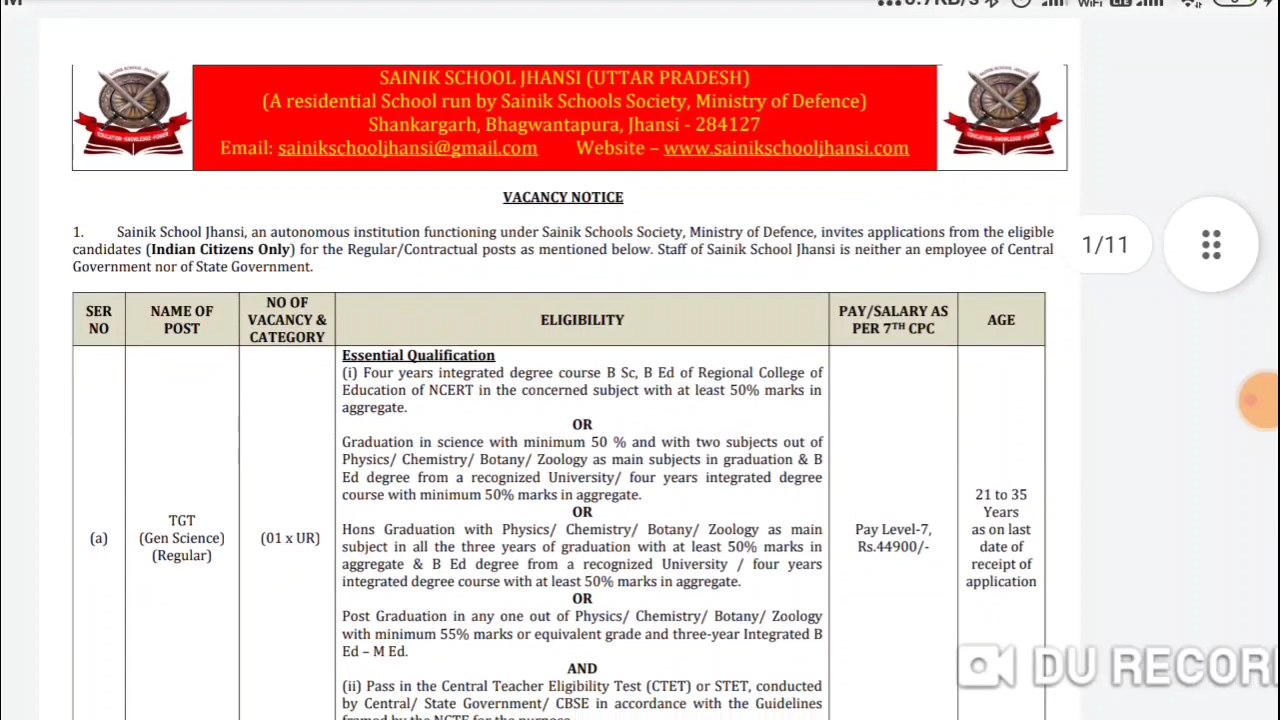 SAINIK SCHOOL JHANSI (UTTAR PRADESH)
(A residential School run by Sainik Schools Society, Ministry of Defence)
Shankargarh, Bhagwantapura, Jhansi - 284127
Email: sainikschooljhansi@gmail.com Website – www.sainikschooljhansi.com
VACANCY NOTICE
1. Sainik School Jhansi, an autonomous institution functioning under Sainik Schools Society, Ministry of Defence, invites applications from the eligible
candidates (Indian Citizens Only) for the Regular/Contractual posts as mentioned below. Staff of Sainik School Jhansi is neither an employee of Central
Government nor of State Government.
1/11
SER
NO
NAME OF
POST
NO OF
VACANCY &
CATEGORY
ELIGIBILITY
PAY/SALARY AS
PER 7TH CPC
AGE
(a)
TGT
(Gen Science)
(Regular)
(01 x UR)
Essential Qualification
(i) Four years integrated degree course B Sc, B Ed of Regional College of
Education of NCERT in the concerned subject with at least 50% marks in
aggregate.
OR
Graduation in science with minimum 50 % and with two subjects out of
Physics/ Chemistry/ Botany/ Zoology as main subjects in graduation & B
Ed degree from a recognized University/ four years integrated degree
course with minimum 50% marks in aggregate.
OR
Hons Graduation with Physics/ Chemistry/ Botany/ Zoology as main
subject in all the three years of graduation with at least 50% marks in
aggregate & B Ed degree from a recognized University / four years
integrated degree course with at least 50% marks in aggregate.
OR
Post Graduation in any one out of Physics/ Chemistry/ Botany/ Zoology
with minimum 55% marks or equivalent grade and three-year Integrated B
Ed – M Ed.
AND
(ii) Pass in the Central Teacher Eligibility Test (CTET) or STET, conducted
by Central/ State Government/ CBSE in accordance with the Guidelines
framed by the NCTE for the purpose.
Pay Level-7,
Rs.44900/-
21 to 35
Years
as on last
date of
receipt of
application
DU RECOR